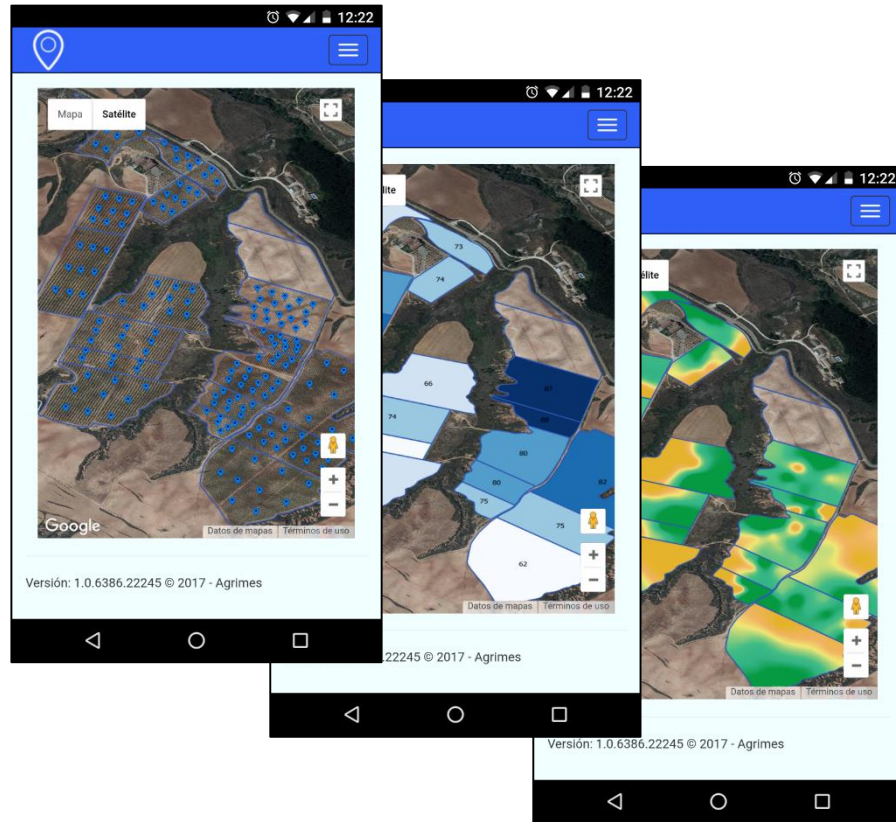 12:22
Mapa Satélite
Google
Datos de mapas Términos de uso
Versión: 1.0.6386.22245 © 2017 - Agrimes
12:22
lite
73
74
66
87
74
80
80
82
75
75
62
Datos de mapas Términos de uso
.22245 © 2017 - Agrimes
12:22
élite
Datos de mapas Términos de uso
Versión: 1.0.6386.22245 © 2017 - Agrimes